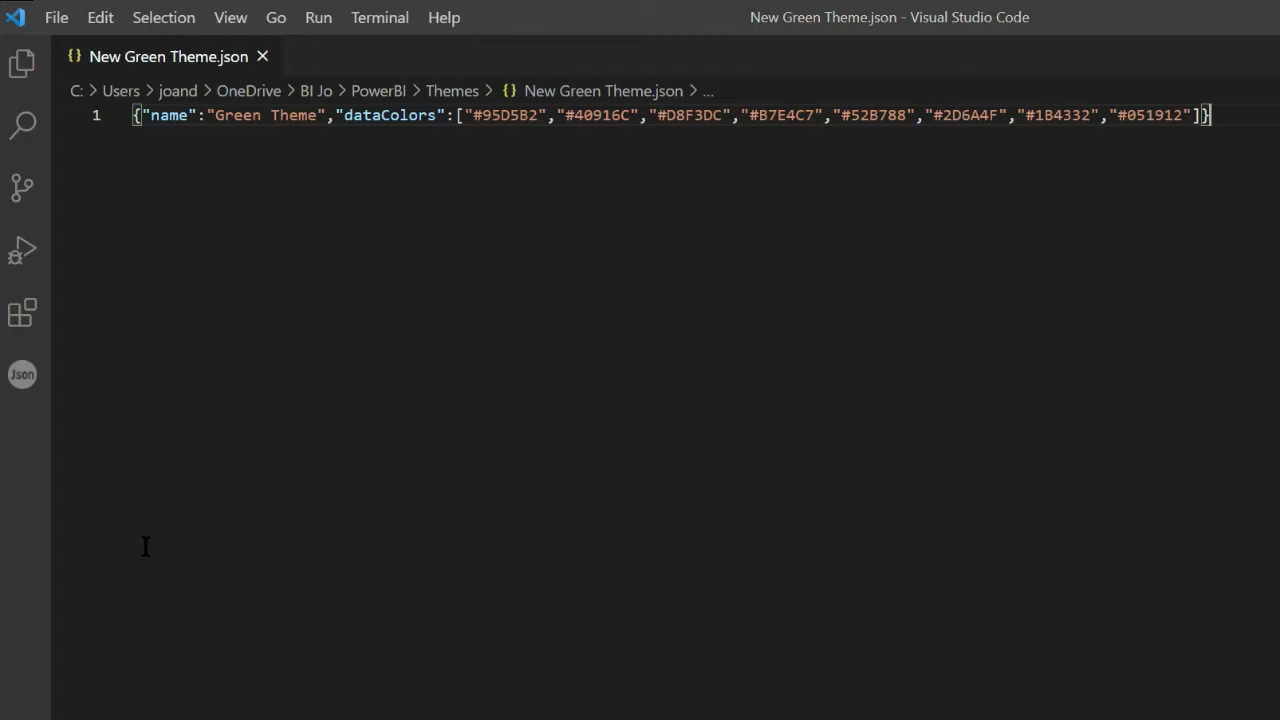 File Edit Selection View Go Run Terminal Help New Green Theme.json - Visual Studio Code
{} New Green Theme.json ×
C: > Users > joand > OneDrive > BI Jo > PowerBI > Themes > {} New Green Theme.json > ...
1 {"name":"Green Theme","dataColors":["#95D5B2","#40916C","#D8F3DC","#B7E4C7","#52B788","#2D6A4F","#1B4332","#051912"]}
Json